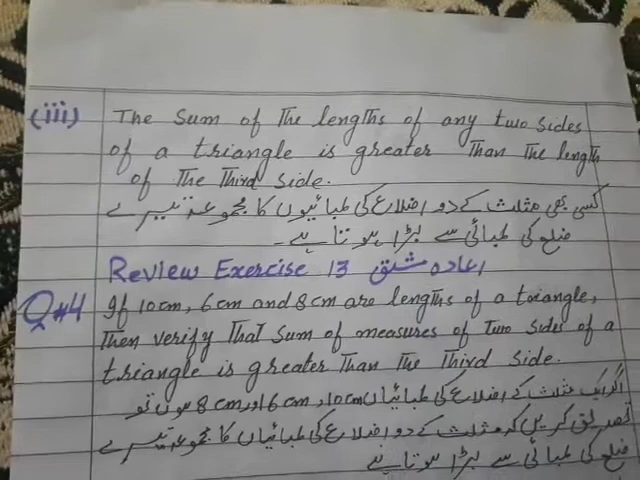 (iii) The Sum of The lengths of any two sides
of a triangle is greater Than The length
of The Third side.
کسی بھی مثلث کے دو اضلاع کی لمبائیوں کا مجموعہ تیسرے
ضلع کی لمبائی سے بڑا ہوتا ہے۔
Review Exercise 13 اعادہ مشق
Q#4 If 10cm, 6cm and 8cm are lengths of a triangle,
Then verify That sum of measures of Two sides of a
triangle is greater Than The Third side.
اگر ایک مثلث کے اضلاع کی لمبائیاں 10cm, 6cm اور 8cm ہوں تو
تصدیق کریں کہ مثلث کے دو اضلاع کی لمبائیاں کا مجموعہ تیسرے
ضلع کی لمبائی سے بڑا ہوتا ہے